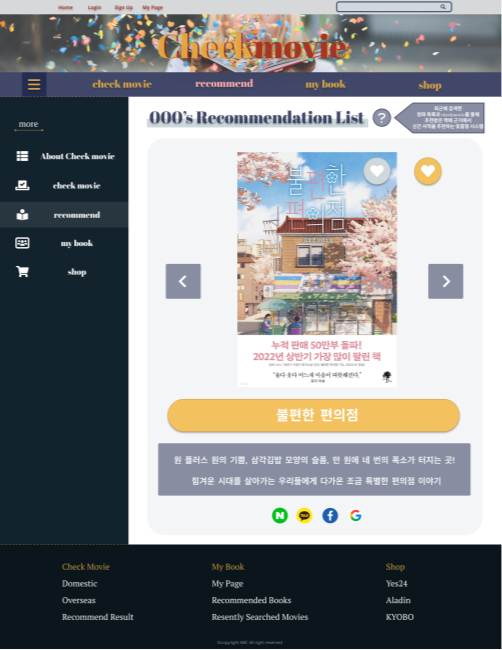 Home Login Sign Up My Page
Checkmovie
check movie recommend my book shop
more
About Check movie
check movie
recommend
my book
shop
000's Recommendation List
?
불편한 편의점
누적 판매 50만부 돌파!
2022년 상반기 가장 많이 팔린 책
불편한 편의점
원 플러스 원의 기쁨, 삼각김밥 모양의 슬픔, 만 원에 네 번의 폭소가 터지는 곳!
힘겨운 시대를 살아가는 우리들에게 다가온 조금 특별한 편의점 이야기
N TALK f G
Check Movie
Domestic
Overseas
Recommend Result
My Book
My Page
Recommended Books
Resently Searched Movies
Shop
Yes24
Aladin
KYOBO